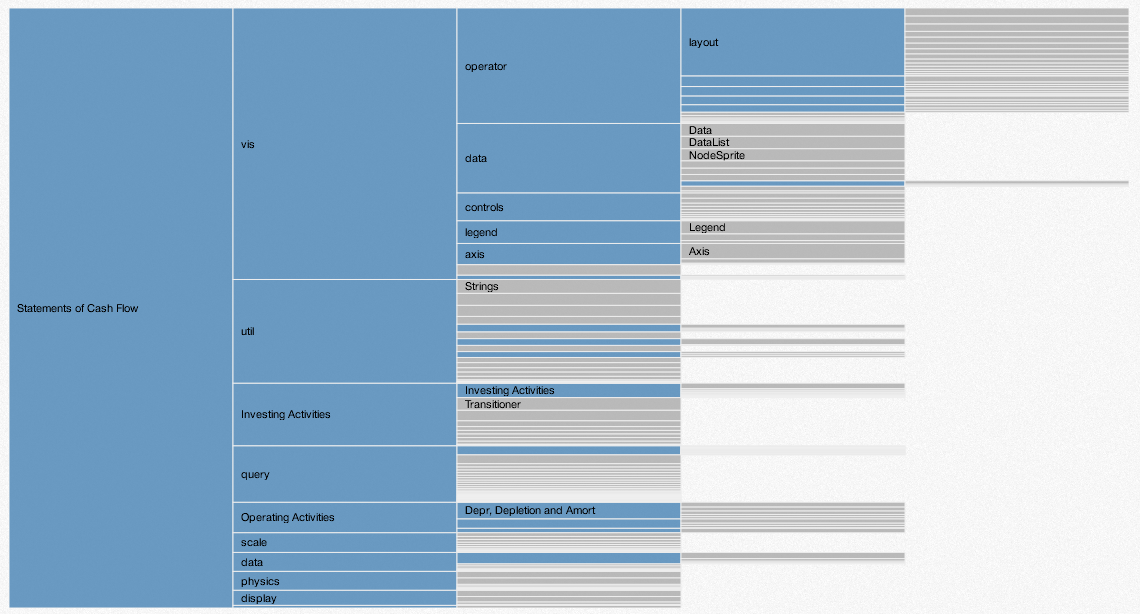 Statements of Cash Flow
vis
operator
layout
data
Data
DataList
NodeSprite
controls
legend
Legend
axis
Axis
util
Strings
Investing Activities
Investing Activities
Transitioner
query
Operating Activities
Depr, Depletion and Amort
scale
data
physics
display